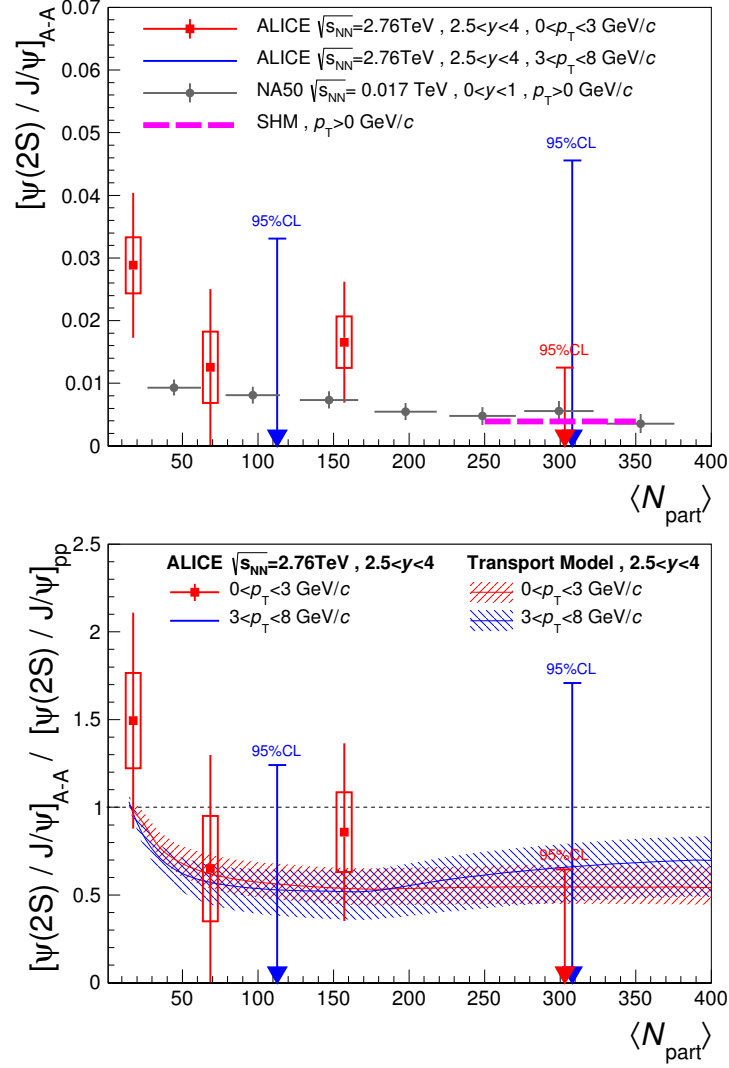 [ψ(2S) / J/ψ]A-A
0.07
0.06
0.05
0.04
0.03
0.02
0.01
0
ALICE √sNN=2.76TeV , 2.5<y<4 , 0<pT<3 GeV/c
ALICE √sNN=2.76TeV , 2.5<y<4 , 3<pT<8 GeV/c
NA50 √sNN= 0.017 TeV , 0<y<1 , pT>0 GeV/c
SHM , pT>0 GeV/c
95%CL
95%CL
95%CL
50 100 150 200 250 300 350 400
⟨Npart⟩
[ψ(2S) / J/ψ]A-A / [ψ(2S) / J/ψ]pp
2.5
2
1.5
1
0.5
0
ALICE √sNN=2.76TeV , 2.5<y<4
0<pT<3 GeV/c
3<pT<8 GeV/c
Transport Model , 2.5<y<4
0<pT<3 GeV/c
3<pT<8 GeV/c
95%CL
95%CL
95%CL
50 100 150 200 250 300 350 400
⟨Npart⟩